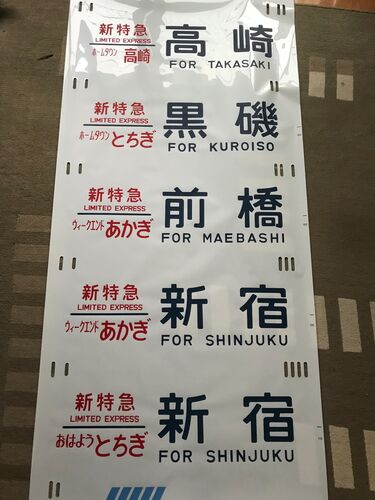 新特急
LIMITED EXPRESS
ホームタウン高崎
高崎
FOR TAKASAKI
新特急
LIMITED EXPRESS
ホームタウンとちぎ
黒磯
FOR KUROISO
新特急
LIMITED EXPRESS
ウィークエンドあかぎ
前橋
FOR MAEBASHI
新特急
LIMITED EXPRESS
ウィークエンドあかぎ
新宿
FOR SHINJUKU
新特急
LIMITED EXPRESS
おはようとちぎ
新宿
FOR SHINJUKU